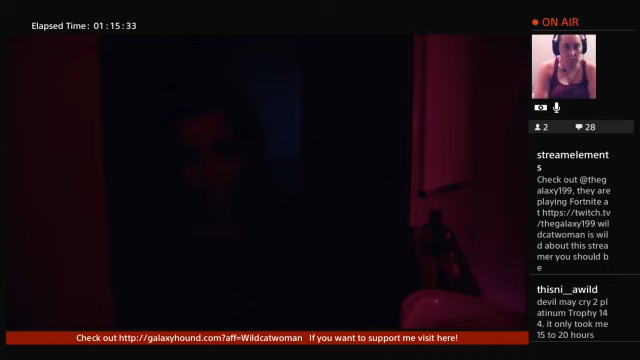 Elapsed Time: 01:15:33
ON AIR
2
28
streamelement
s
Check out @theg
alaxy199, they are
playing Fortnite a
t https://twitch.tv
/thegalaxy199 wil
dcatwoman is wil
d about this strea
mer you should b
e
thisni__awild
devil may cry 2 pl
atinum Trophy 14
4. it only took me
15 to 20 hours
Check out http://galaxyhound.com?aff=Wildcatwoman If you want to support me visit here!